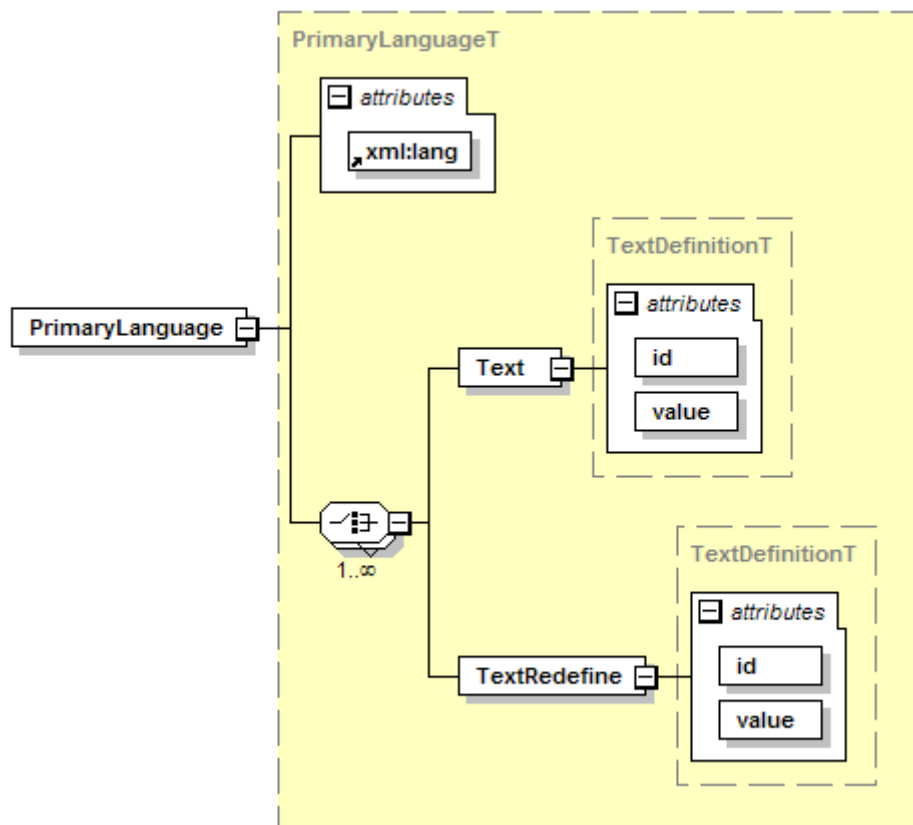 PrimaryLanguageT
attributes
xml:lang
TextDefinitionT
attributes
PrimaryLanguage
id
Text
value
1..∞
TextDefinitionT
attributes
id
TextRedefine
value